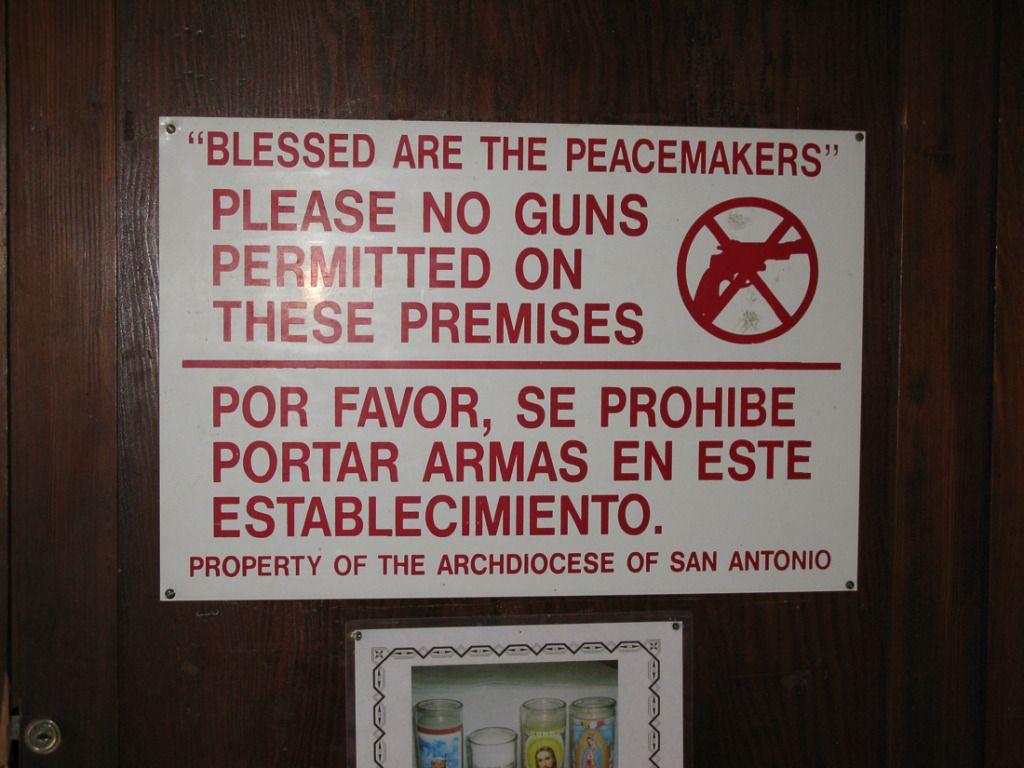 “BLESSED ARE THE PEACEMAKERS”
PLEASE NO GUNS
PERMITTED ON
THESE PREMISES
POR FAVOR, SE PROHIBE
PORTAR ARMAS EN ESTE
ESTABLECIMIENTO.
PROPERTY OF THE ARCHDIOCESE OF SAN ANTONIO